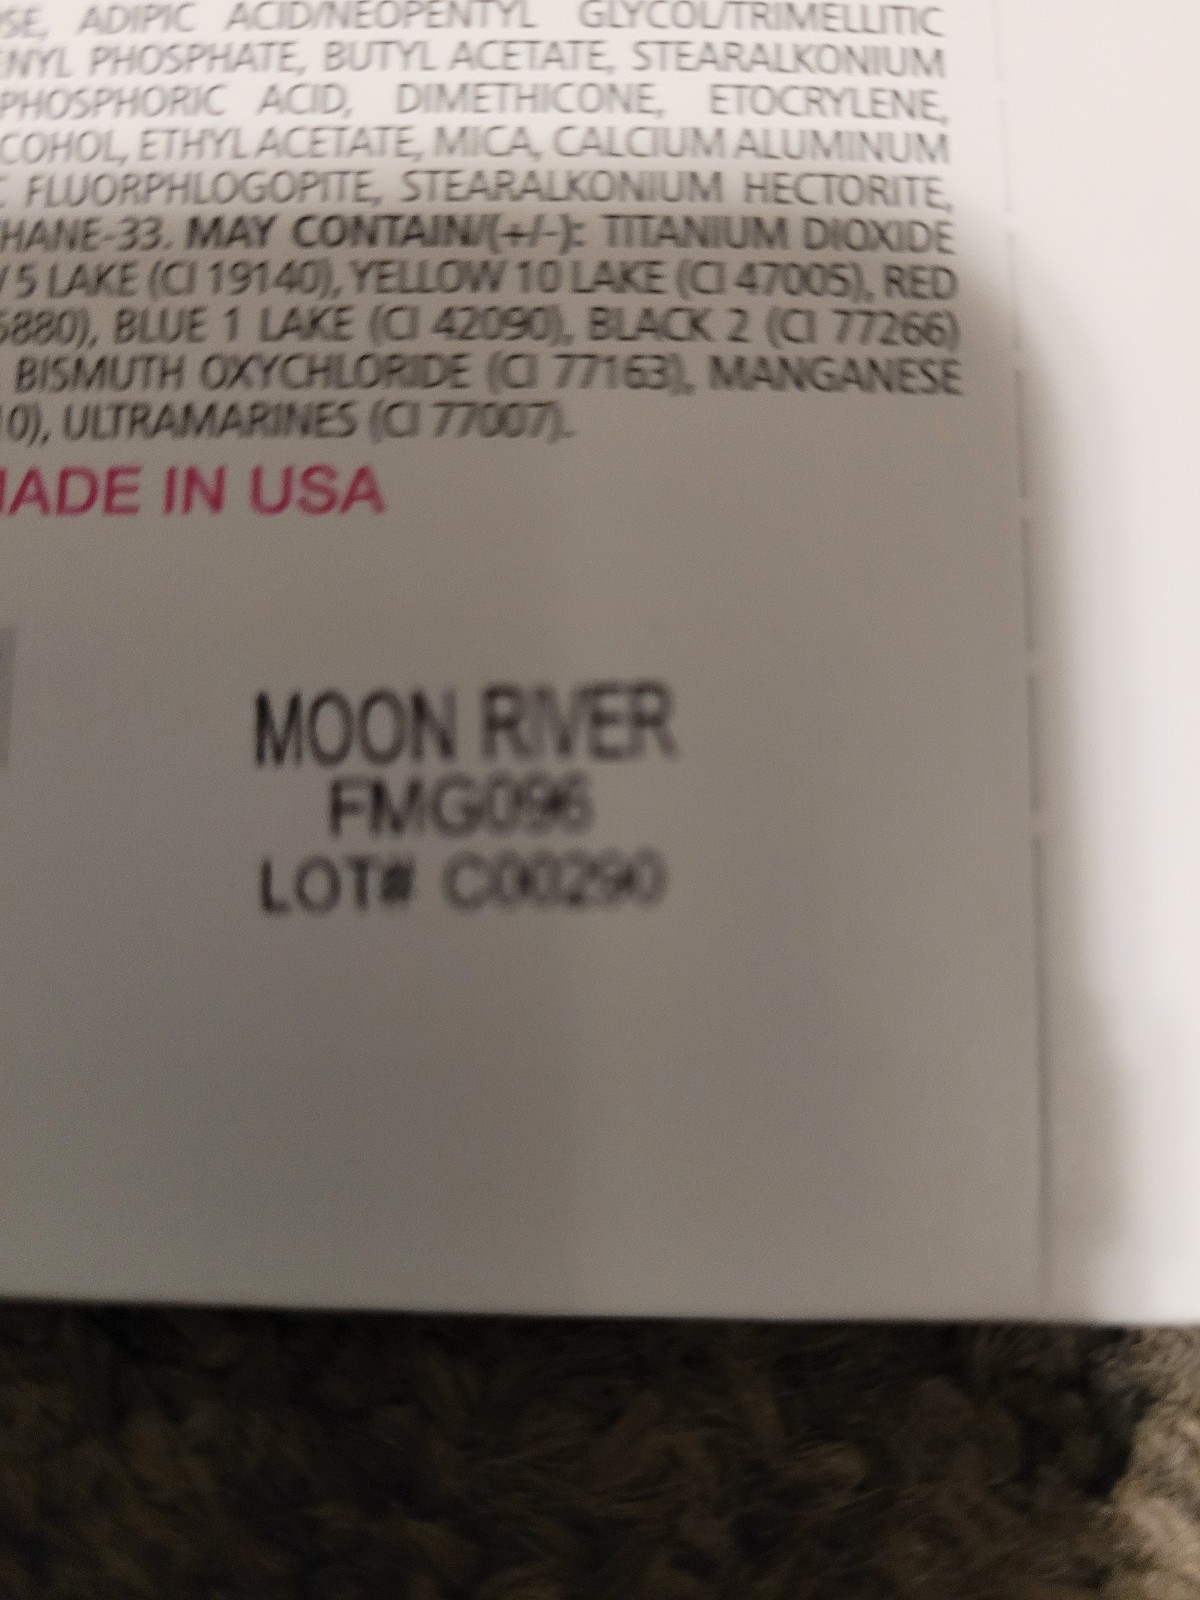 SE, ADIPIC ACID/NEOPENTYL GLYCOL/TRIMELLITIC
ENYL PHOSPHATE, BUTYL ACETATE, STEARALKONIUM
PHOSPHORIC ACID, DIMETHICONE, ETOCRYLENE,
COHOL, ETHYL ACETATE, MICA, CALCIUM ALUMINUM
C FLUORPHLOGOPITE, STEARALKONIUM HECTORITE,
HANE-33. MAY CONTAIN/(+/-): TITANIUM DIOXIDE
5 LAKE (CI 19140), YELLOW 10 LAKE (CI 47005), RED
5880), BLUE 1 LAKE (CI 42090), BLACK 2 (CI 77266)
BISMUTH OXYCHLORIDE (CI 77163), MANGANESE
10), ULTRAMARINES (CI 77007).
MADE IN USA
MOON RIVER
FMG096
LOT# C00290